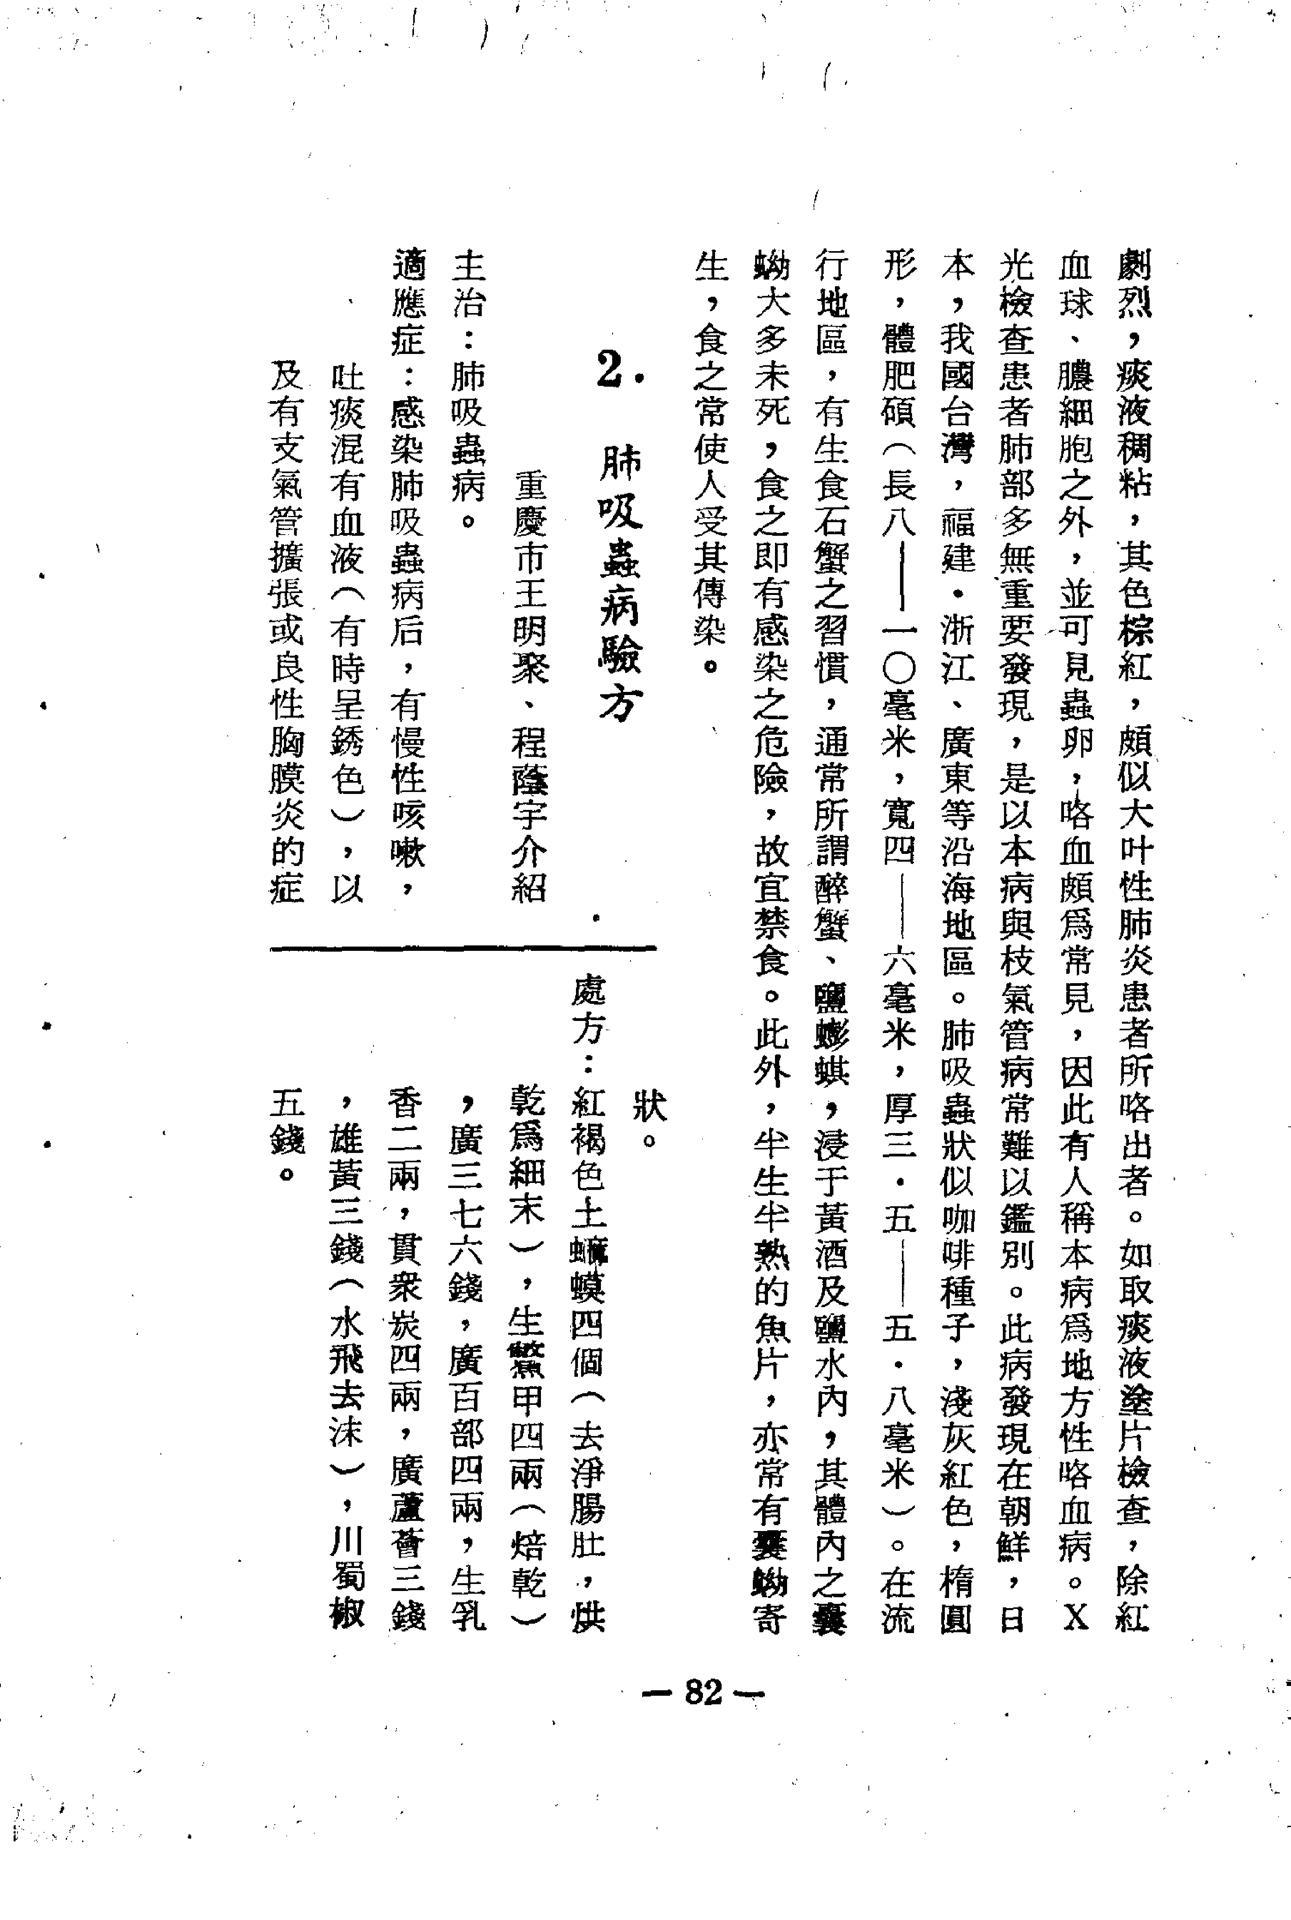 劇烈，痰液稠粘，其色棕紅，頗似大叶性肺炎患者所咯出者。如取痰液塗片檢查，除紅
血球、膿細胞之外，並可見蟲卵，咯血頗爲常見，因此有人稱本病爲地方性咯血病。X
光檢查患者肺部多無重要發現，是以本病與枝氣管病常難以鑑別。此病發現在朝鮮，日
本，我國台灣，福建·浙江、廣東等沿海地區。肺吸蟲狀似咖啡種子，淺灰紅色，楕圓
形，體肥碩（長八——一〇毫米，寬四——六毫米，厚三·五——五·八毫米）。在流
行地區，有生食石蟹之習慣，通常所謂醉蟹、鹽蟛蜞，浸于黃酒及鹽水內，其體內之囊
蚴大多未死，食之即有感染之危險，故宜禁食。此外，半生半熟的魚片，亦常有囊蚴寄
生，食之常使人受其傳染。
2. 肺吸蟲病驗方
重慶市王明聚、程蔭宇介紹
主治：肺吸蟲病。
適應症：感染肺吸蟲病后，有慢性咳嗽，
吐痰混有血液（有時呈銹色），以
及有支氣管擴張或良性胸膜炎的症
狀。
處方：紅褐色土蟆四個（去淨腸肚，烘
乾爲細末），生鱉甲四兩（焙乾）
，廣三七六錢，廣百部四兩，生乳
香二兩，貫衆炭四兩，廣蘆薈三錢
，雄黃三錢（水飛去沫），川蜀椒
五錢。
— 82 —